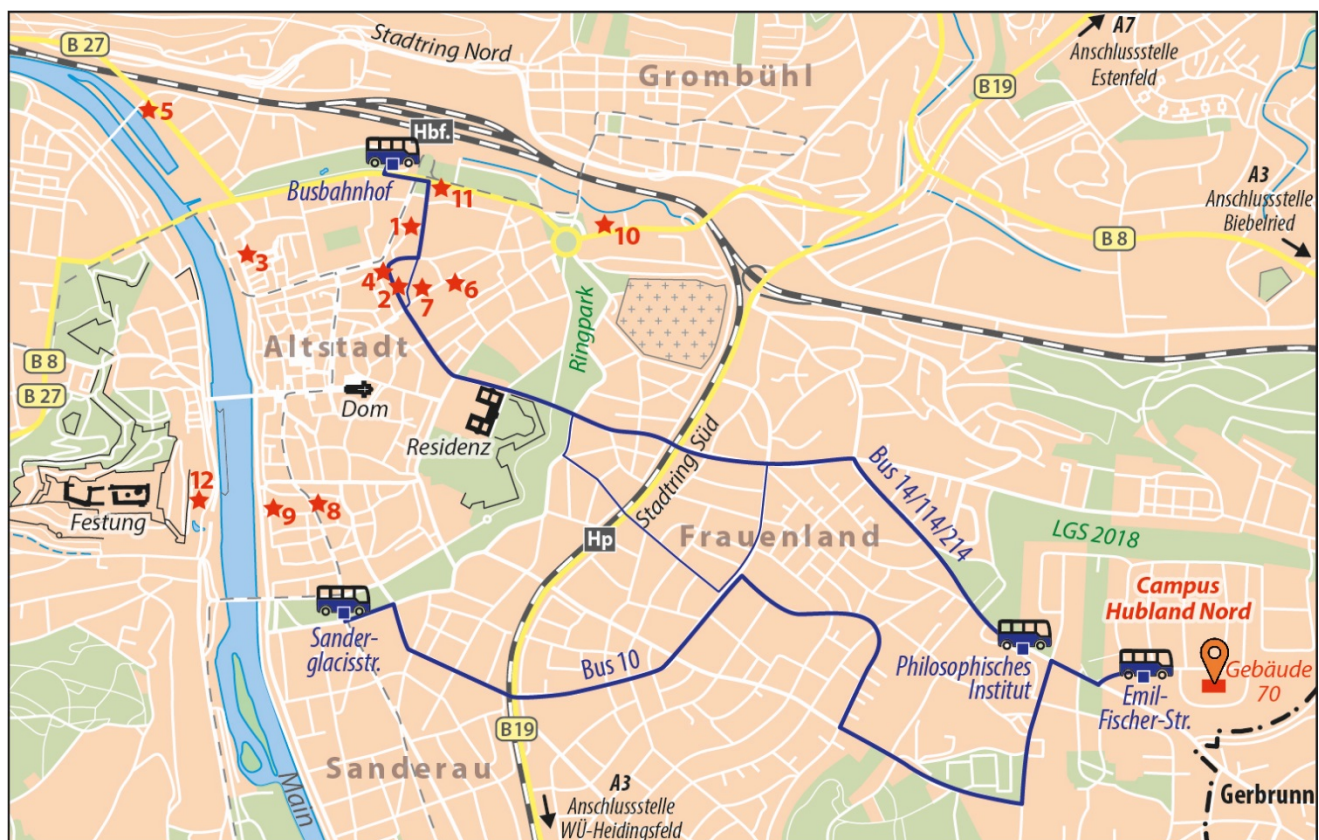 B 27
Stadtring Nord
Grombühl
B 19
A7
Anschlussstelle
Estenfeld
5
Hbf.
Busbahnhof
11
1
10
A3
Anschlussstelle
Biebelried
B 8
3
4
2
7
6
Altstadt
Ringpark
B 8
B 27
Dom
Residenz
Stadtring Süd
Bus 14/114/214
12
Festung
9
8
Hp
Frauenland
LGS 2018
Campus
Hubland Nord
Sander-
glacisstr.
Bus 10
Philosophisches
Institut
Emil-
Fischer-Str.
Gebäude
70
B 19
Sanderau
Main
A3
Anschlussstelle
WÜ-Heidingsfeld
Gerbrunn